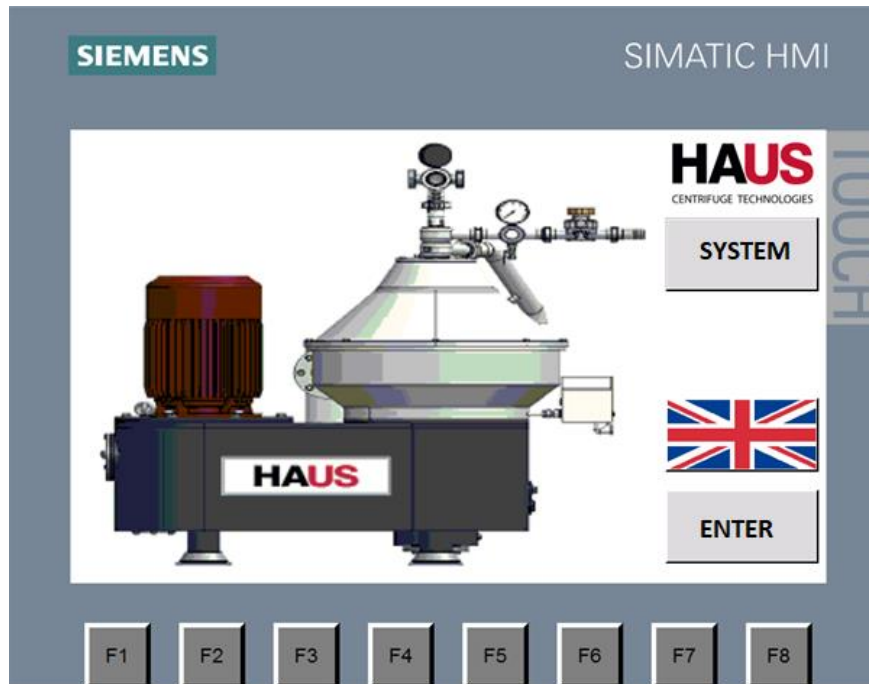 SIEMENS
SIMATIC HMI
TOUCH
HAUS
CENTRIFUGE TECHNOLOGIES
SYSTEM
HAUS
ENTER
F1 F2 F3 F4 F5 F6 F7 F8